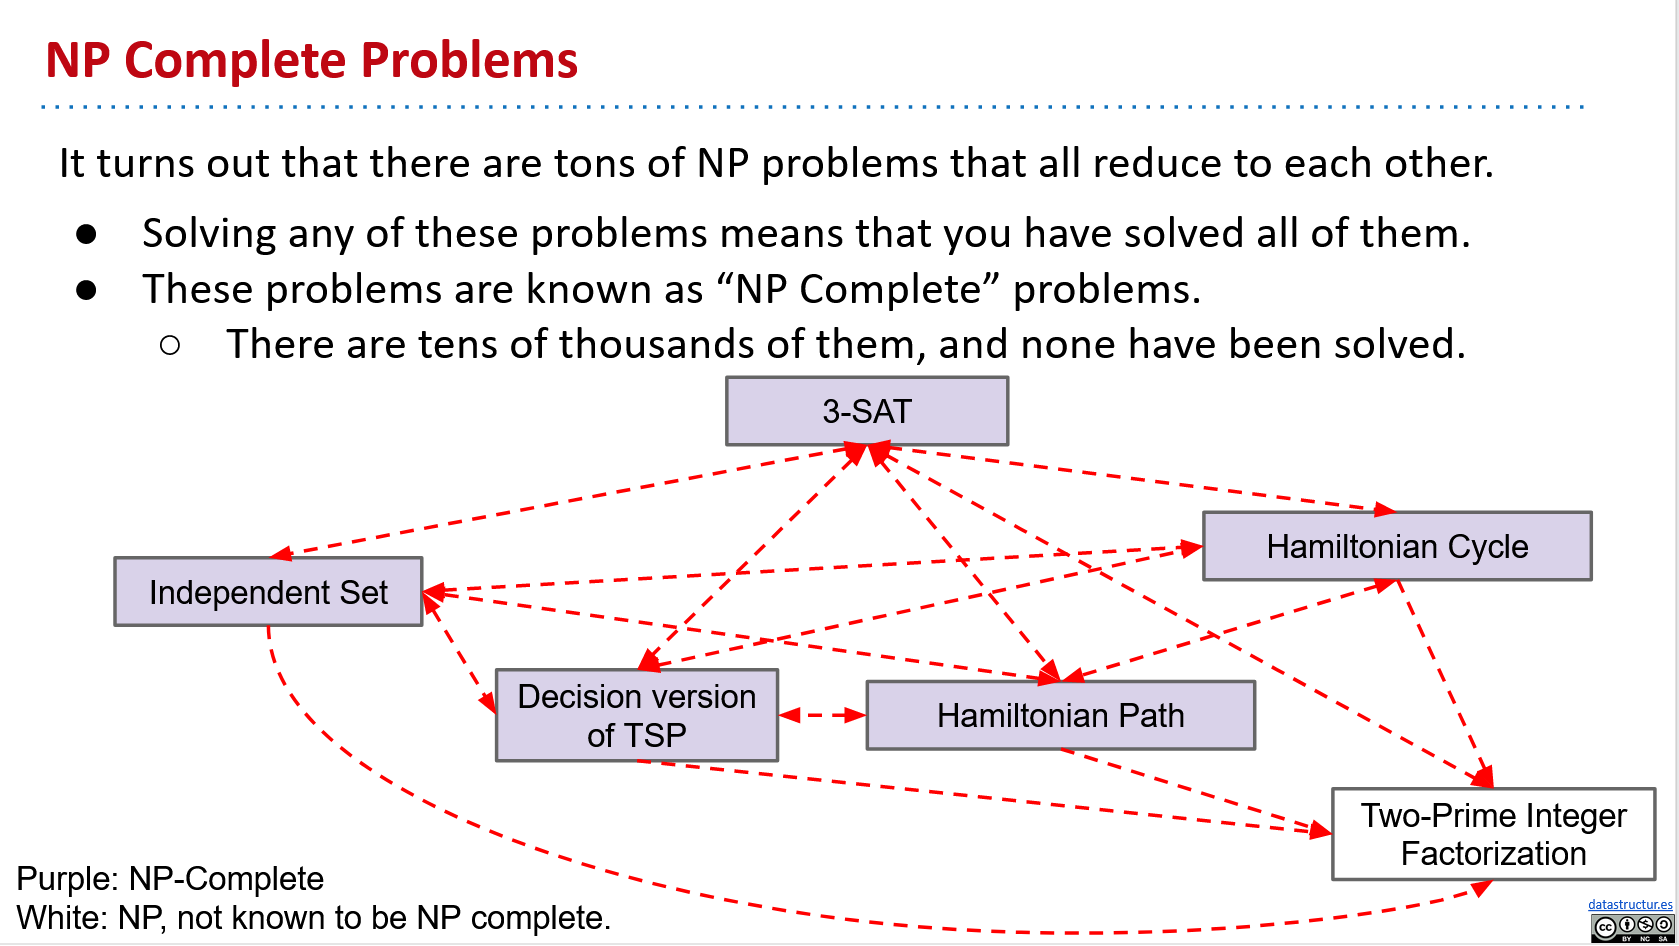 NP Complete Problems
It turns out that there are tons of NP problems that all reduce to each other.
● Solving any of these problems means that you have solved all of them.
● These problems are known as “NP Complete” problems.
○ There are tens of thousands of them, and none have been solved.
3-SAT
Hamiltonian Cycle
Independent Set
Decision version
of TSP
Hamiltonian Path
Two-Prime Integer
Factorization
Purple: NP-Complete
White: NP, not known to be NP complete.
datastructur.es
cc
BY NC SA